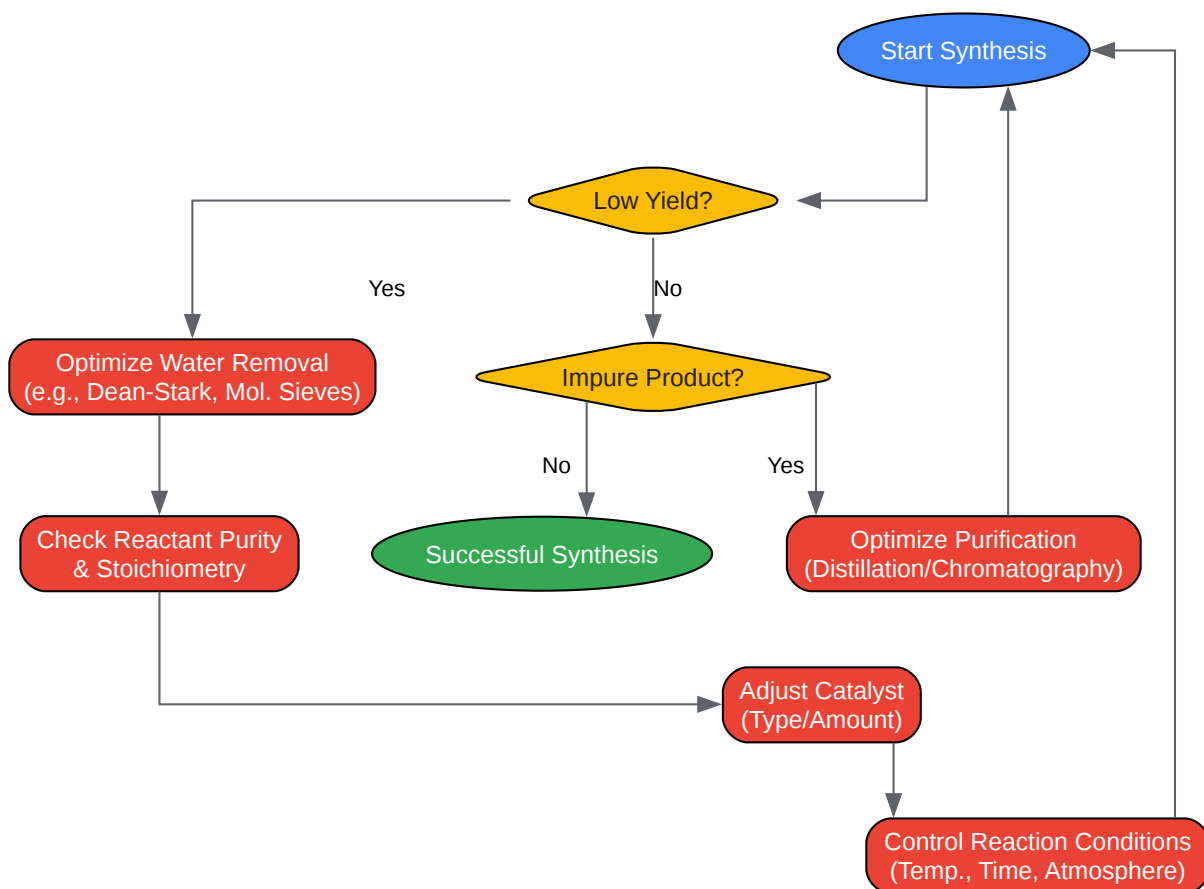 Start Synthesis
Low Yield?
Yes
No
Optimize Water Removal
(e.g., Dean-Stark, Mol. Sieves)
Impure Product?
No
Yes
Check Reactant Purity
& Stoichiometry
Successful Synthesis
Optimize Purification
(Distillation/Chromatography)
Adjust Catalyst
(Type/Amount)
Control Reaction Conditions
(Temp., Time, Atmosphere)